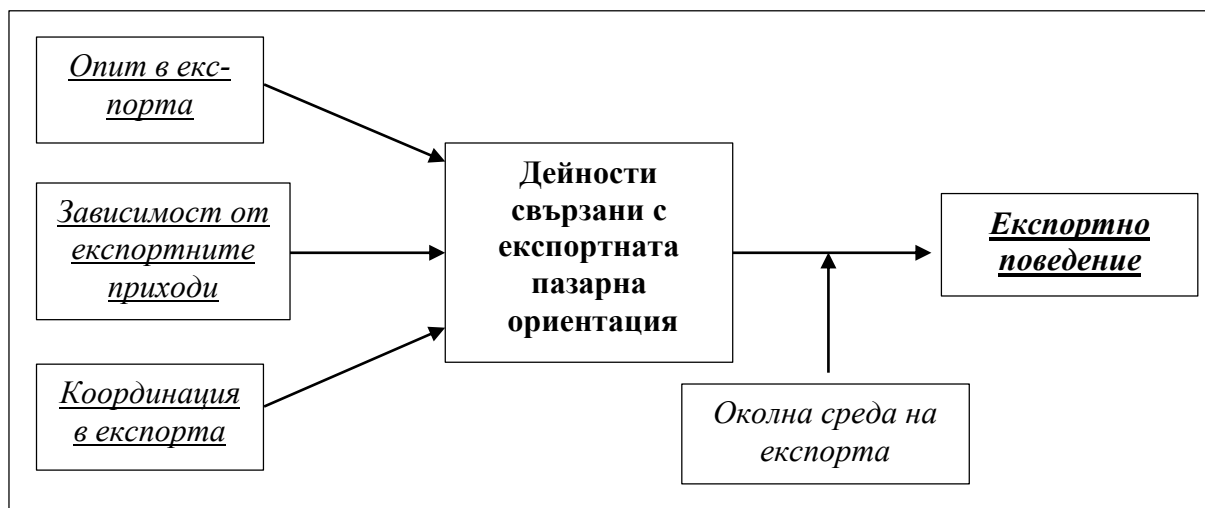 Опит в екс-
порта
Зависимост от
експортните
приходи
Координация
в експорта
Дейности
свързани с
експортната
пазарна
ориентация
Експортно
поведение
Околна среда на
експорта